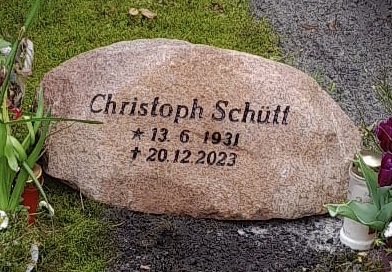 Christoph Schütt
★ 13. 6 1931
✝ 20.12.2023